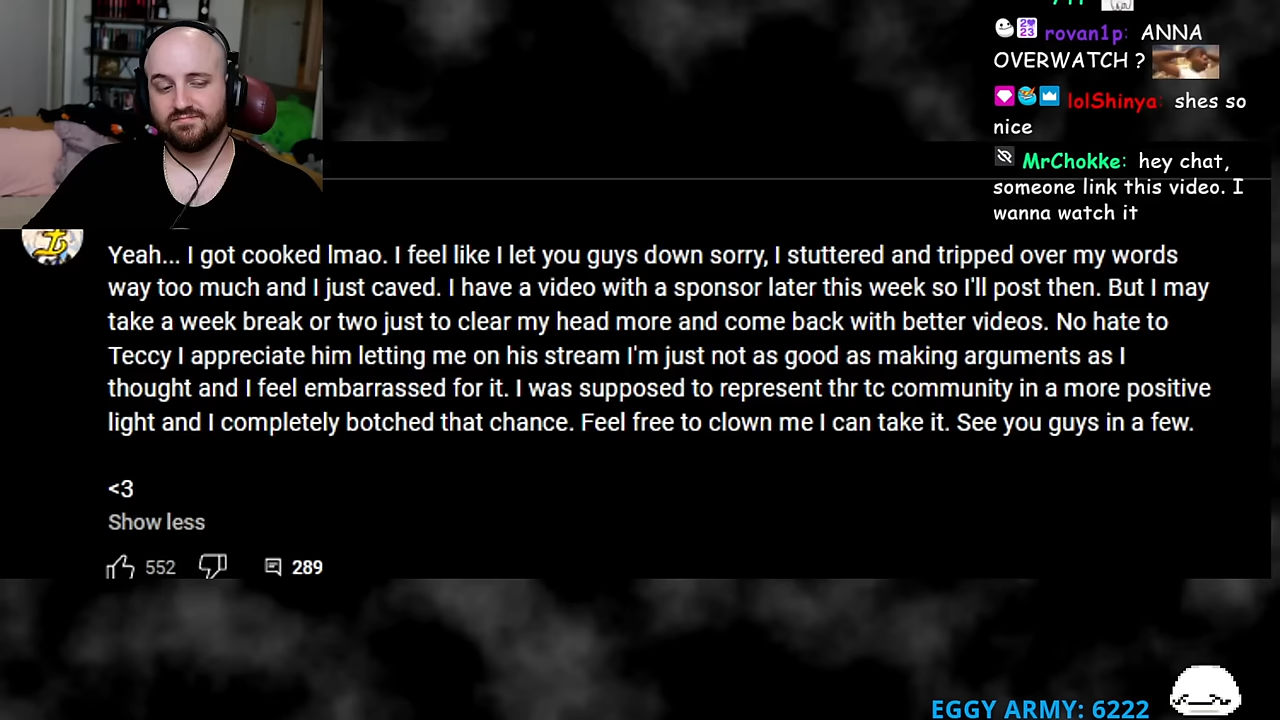 rovan1p: ANNA
OVERWATCH ?
lolShinya: shes so
nice
MrChokke: hey chat,
someone link this video. I
wanna watch it
Yeah... I got cooked lmao. I feel like I let you guys down sorry, I stuttered and tripped over my words
way too much and I just caved. I have a video with a sponsor later this week so I'll post then. But I may
take a week break or two just to clear my head more and come back with better videos. No hate to
Teccy I appreciate him letting me on his stream I'm just not as good as making arguments as I
thought and I feel embarrassed for it. I was supposed to represent thr tc community in a more positive
light and I completely botched that chance. Feel free to clown me I can take it. See you guys in a few.
<3
Show less
552 289
EGGY ARMY: 6222